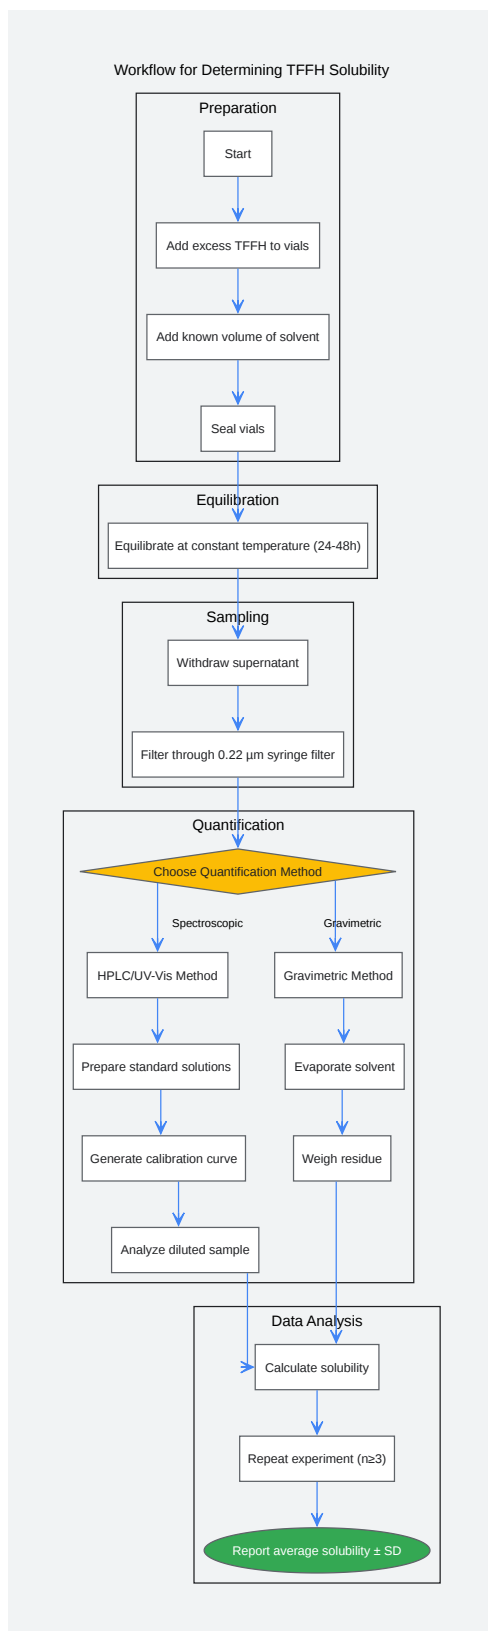 Workflow for Determining TFFH Solubility
Preparation
Start
Add excess TFFH to vials
Add known volume of solvent
Seal vials
Equilibration
Equilibrate at constant temperature (24-48h)
Sampling
Withdraw supernatant
Filter through 0.22 µm syringe filter
Quantification
Choose Quantification Method
Spectroscopic
Gravimetric
HPLC/UV-Vis Method
Gravimetric Method
Prepare standard solutions
Evaporate solvent
Generate calibration curve
Weigh residue
Analyze diluted sample
Data Analysis
Calculate solubility
Repeat experiment (n≥3)
Report average solubility ± SD